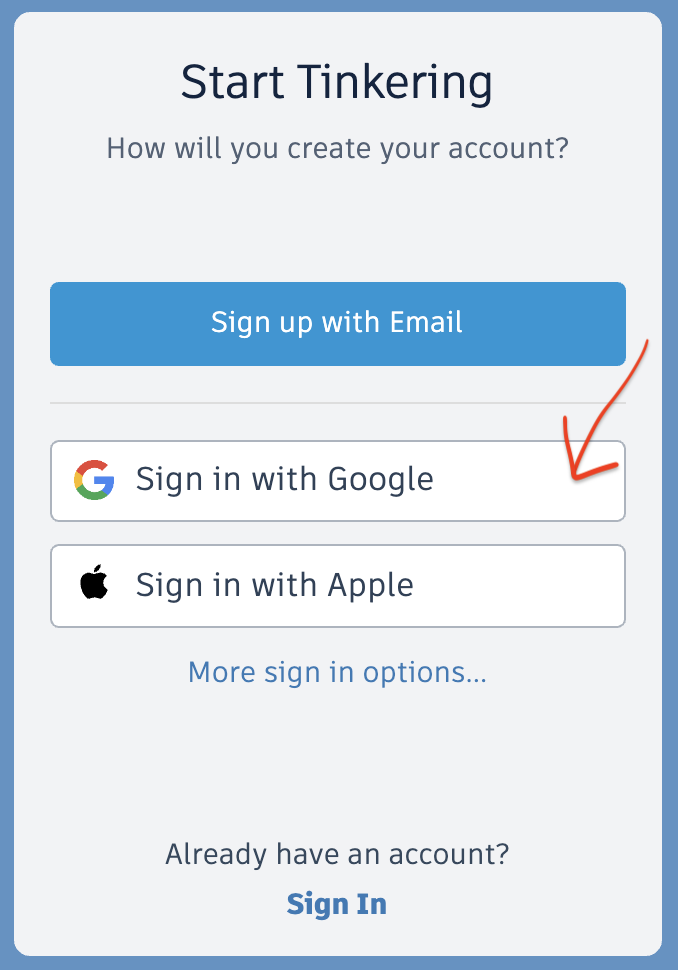 Start Tinkering
How will you create your account?
Sign up with Email
Sign in with Google
Sign in with Apple
More sign in options...
Already have an account?
Sign In